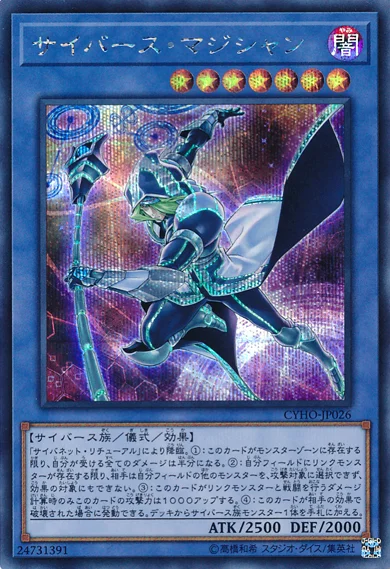 サイバース・マジシャン
闇
CYHO-JP026
【サイバース族／儀式／効果】
「サイバネット・リチューアル」により降臨。①：このカードがモンスターゾーンに存在する
限り、自分が受ける全てのダメージは半分になる。②：自分フィールドにリンクモンス
ターが存在する限り、相手は自分フィールドの他のモンスターを、攻撃対象に選択できず、
効果の対象にもできない。③：このカードがリンクモンスターと戦闘を行うダメージ
計算時のみこのカードの攻撃力は1000アップする。④：このカードが相手の効果で
破壊された場合に発動できる。デッキからサイバース族モンスター1体を手札に加える。
ATK/2500 DEF/2000
24731391
©高橋和希 スタジオ・ダイス/集英社